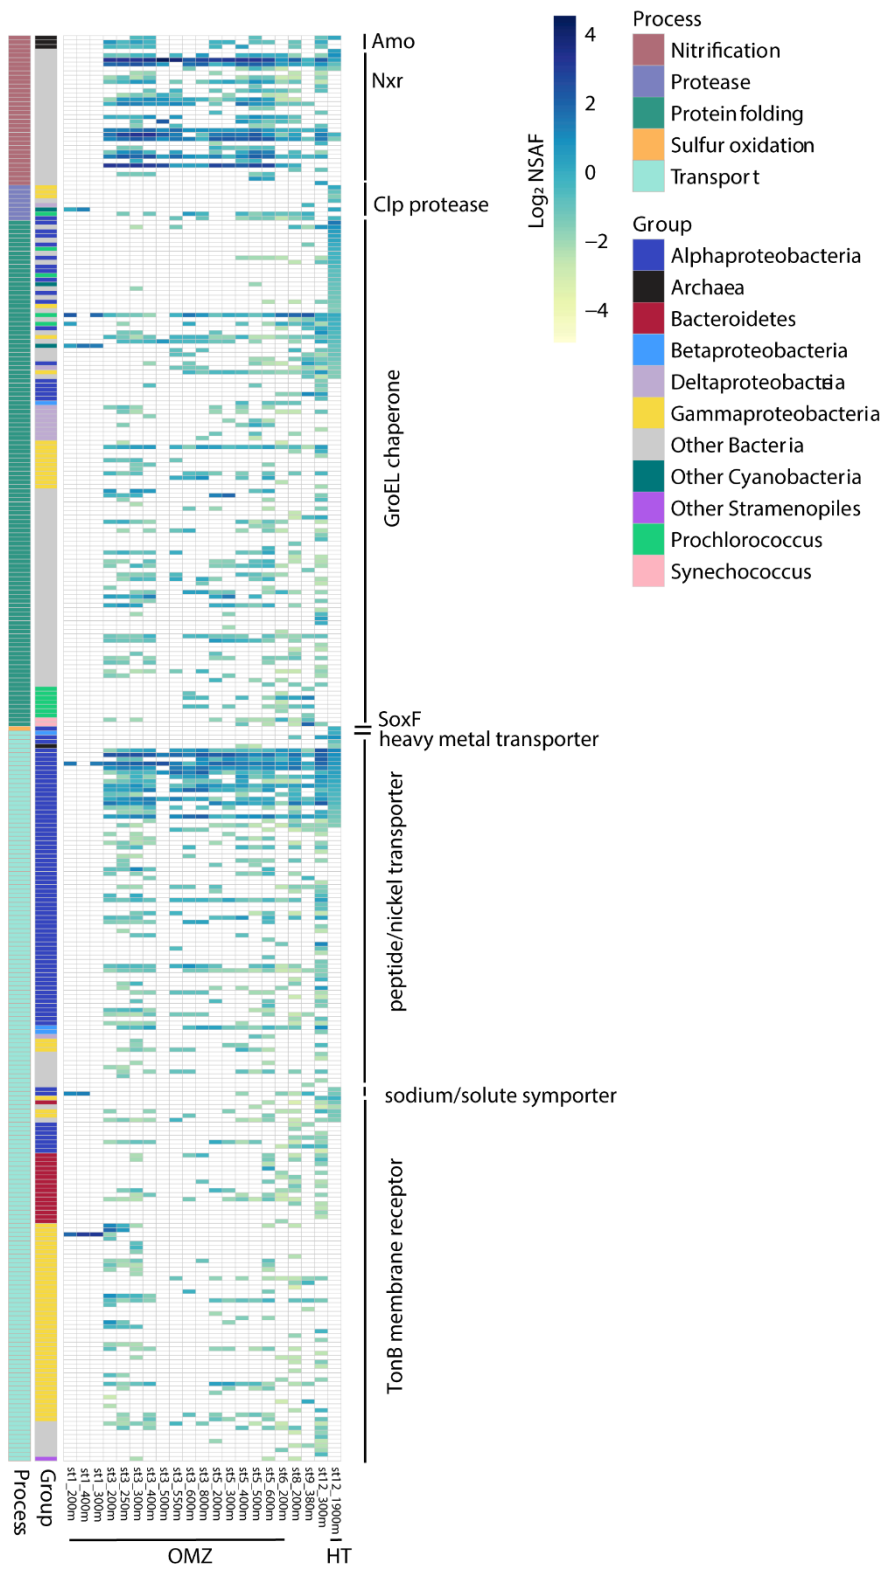 Process
Nitrification
Protease
Protein folding
Sulfur oxidation
Transport
Group
Alphaproteobacteria
Archaea
Bacteroidetes
Betaproteobacteria
Deltaproteobacteria
Gammaproteobacteria
Other Bacteria
Other Cyanobacteria
Other Stramenopiles
Prochlorococcus
Synechococcus
Log₂ NSAF
4
2
0
−2
−4
Amo
Nxr
Clp protease
GroEL chaperone
SoxF
heavy metal transporter
peptide/nickel transporter
sodium/solute symporter
TonB membrane receptor
Process
Group
st1_200m
st1_400m
st1_300m
st3_200m
st3_250m
st3_300m
st3_400m
st3_500m
st3_550m
st3_600m
st3_800m
st5_200m
st5_300m
st5_400m
st5_500m
st5_600m
st6_200m
st8_200m
st9_380m
st12_300m
st12_1900m
OMZ
HT